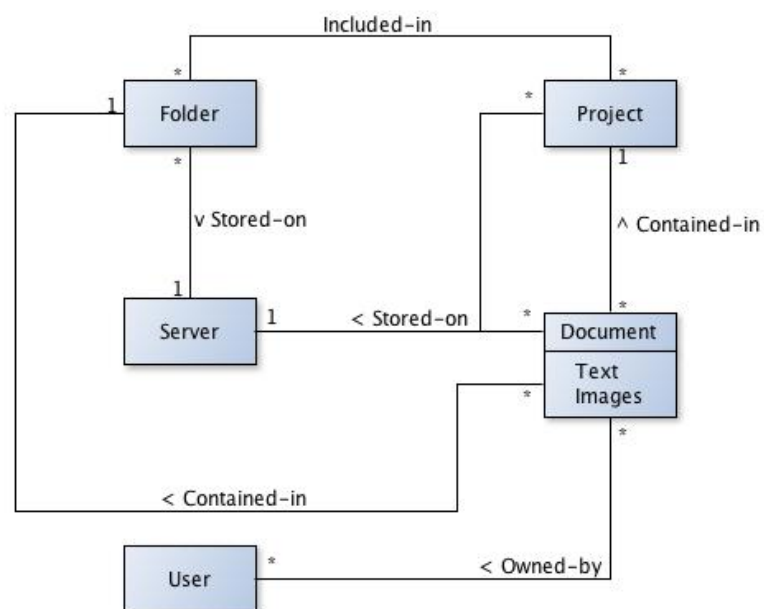 Included-in
* *
1 Folder * Project
* 1
v Stored-on ^ Contained-in
1 *
Server 1 < Stored-on * Document
Text
Images
*
*
< Contained-in
User * < Owned-by